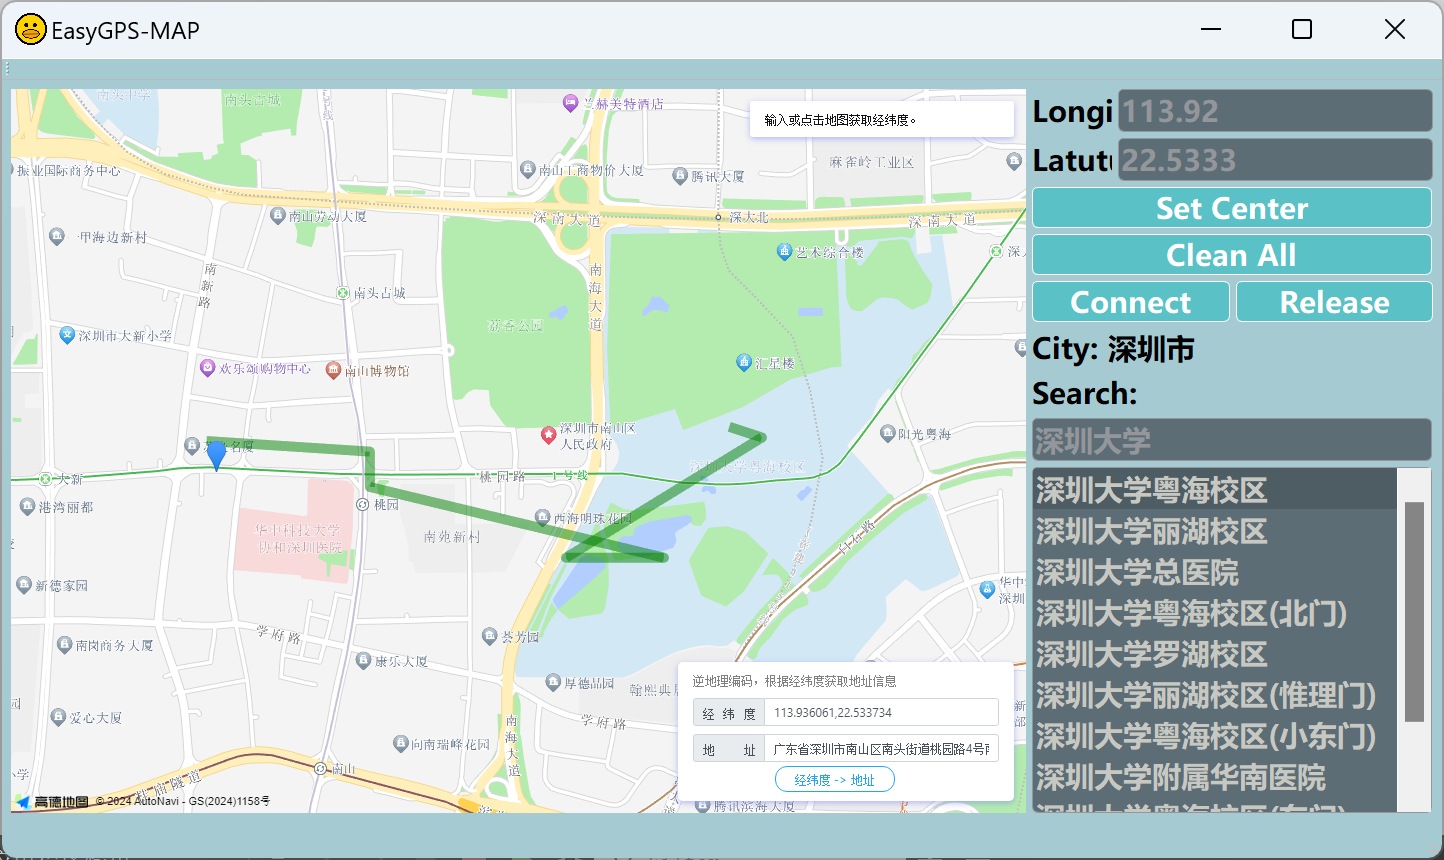 EasyGPS-MAP
南头中学
南头古城
兰赫美特酒店
输入或点击地图获取经纬度。
振业国际商务中心
南山工商物价大厦
腾讯大厦
麻雀岭工业区
南山劳动大厦
深南大道
深大北
深南大道
甲海边新村
艺术综合楼
南新路
南海大道
南头古城
荔香公园
深圳市大新小学
欢乐颂购物中心
南山博物馆
汇星楼
深圳市南山区
人民政府
阳光粤海
名厦
大新
桃园路
1号线
深圳大学粤海校区
港湾丽都
桃园
西海明珠花园
华中科技大学
协和深圳医院
南苑新村
白石路
新德家园
华中
深圳
学府路
荟芳园
南岗商务大厦
康乐大厦
厚德品园
翰熙典居
爱心大厦
南海大道
学府路
向南瑞峰花园
南山
隧道
腾讯滨海大厦
高德地图 © 2024 AutoNavi - GS(2024)1158号
逆地理编码，根据经纬度获取地址信息
经纬度 113.936061,22.533734
地址 广东省深圳市南山区南头街道桃园路4号
经纬度 -> 地址
Longi 113.92
Latut 22.5333
Set Center
Clean All
Connect Release
City: 深圳市
Search:
深圳大学
深圳大学粤海校区
深圳大学丽湖校区
深圳大学总医院
深圳大学粤海校区(北门)
深圳大学罗湖校区
深圳大学丽湖校区(惟理门)
深圳大学粤海校区(小东门)
深圳大学附属华南医院
深圳大学粤海校区(东门)